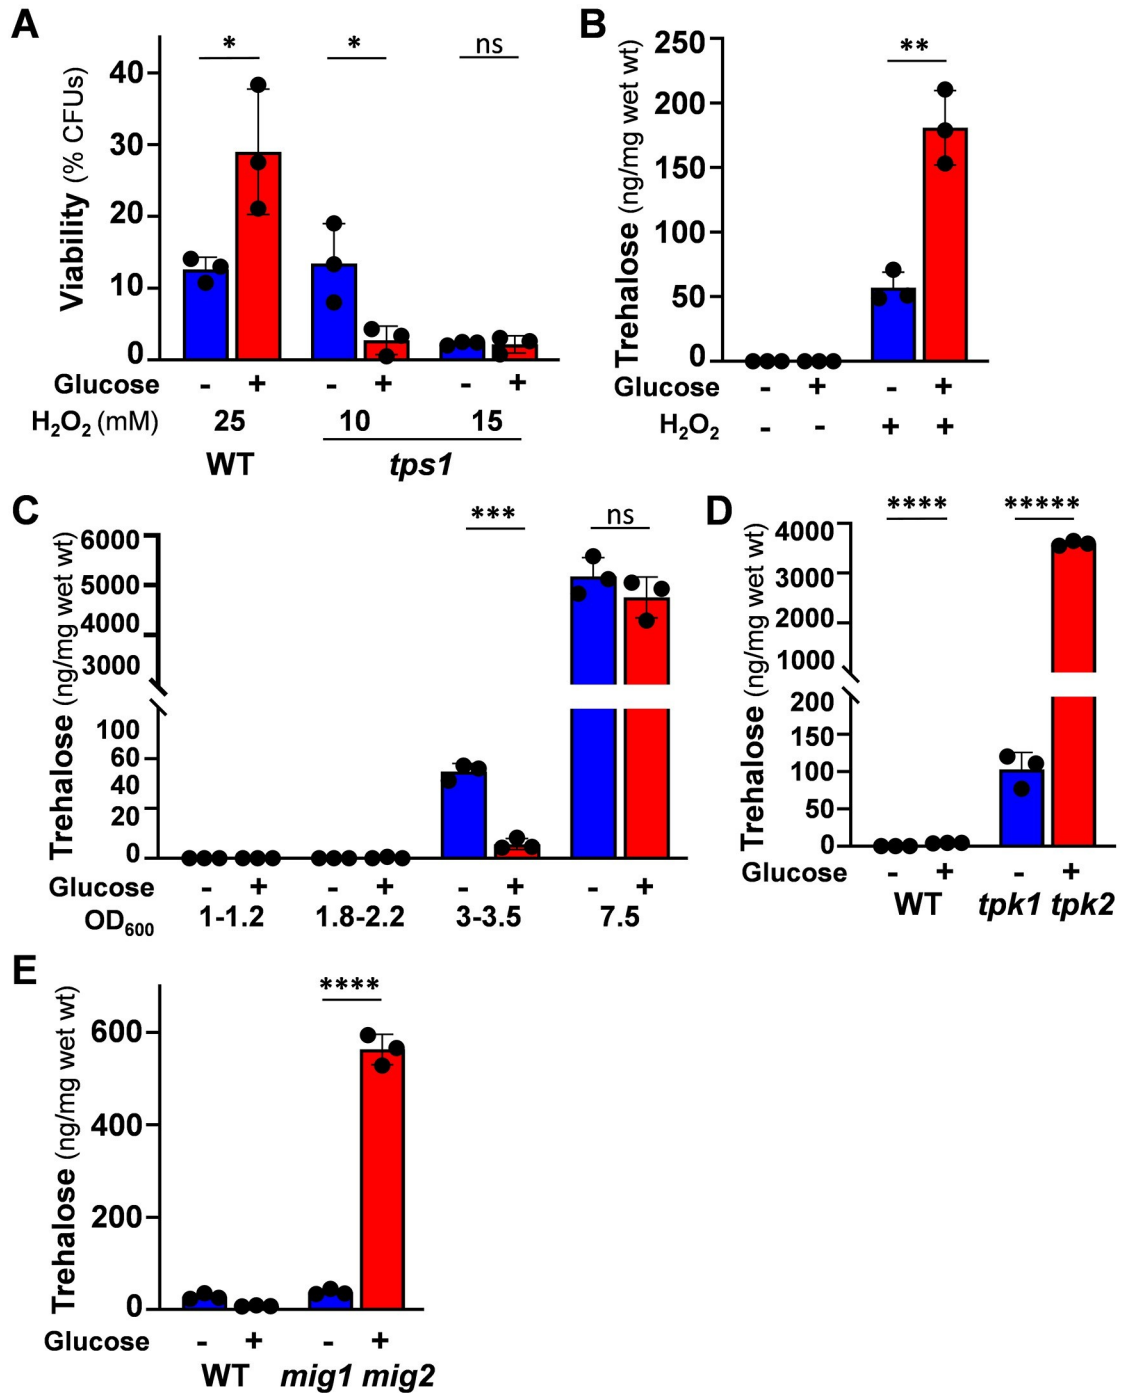 A
Viability (% CFUs)
40
30
20
10
0
* * ns
Glucose - + - + - +
H₂O₂ (mM) 25 10 15
WT tps1
B
Trehalose (ng/mg wet wt)
250
200
150
100
50
0
**
Glucose - + - +
H₂O₂ - - + +
C
Trehalose (ng/mg wet wt)
6000
5000
4000
3000
100
60
40
20
0
*** ns
Glucose - + - + - + - +
OD₆₀₀ 1-1.2 1.8-2.2 3-3.5 7.5
D
Trehalose (ng/mg wet wt)
4000
3000
2000
1000
200
150
100
50
0
**** *****
Glucose - + - +
WT tpk1 tpk2
E
Trehalose (ng/mg wet wt)
600
400
200
0
****
Glucose - + - +
WT mig1 mig2